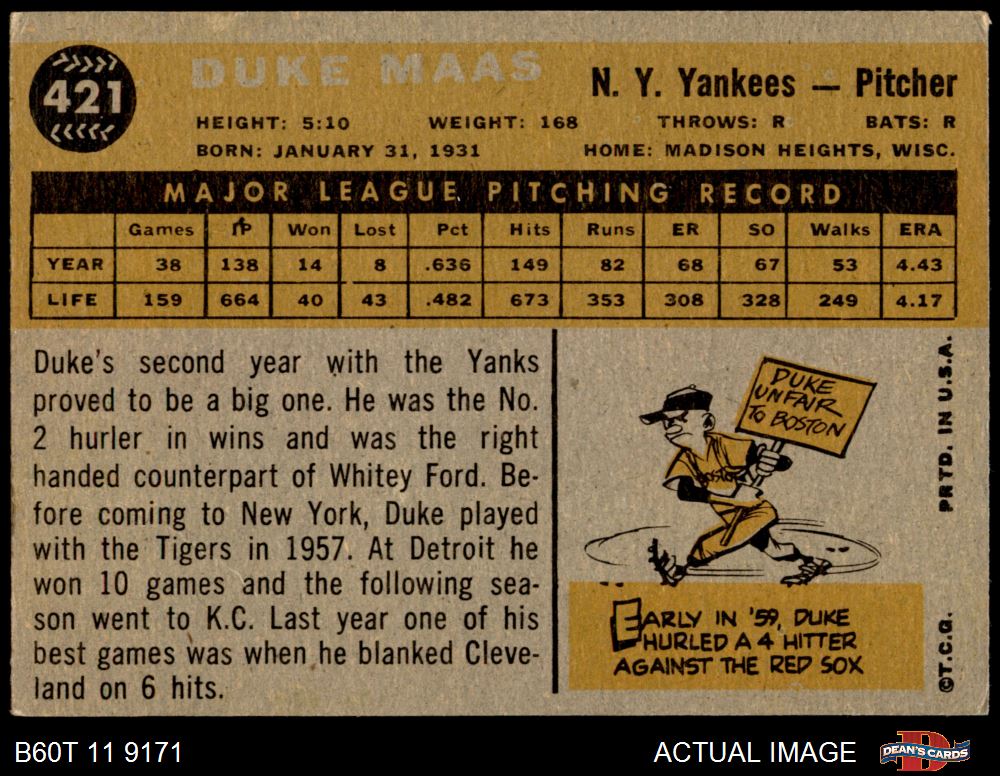 421
DUKE MAAS
N. Y. Yankees — Pitcher
HEIGHT: 5:10 WEIGHT: 168 THROWS: R BATS: R
BORN: JANUARY 31, 1931 HOME: MADISON HEIGHTS, WISC.
MAJOR LEAGUE PITCHING RECORD
Games IP Won Lost Pct Hits Runs ER SO Walks ERA
YEAR 38 138 14 8 .636 149 82 68 67 53 4.43
LIFE 159 664 40 43 .482 673 353 308 328 249 4.17
Duke's second year with the Yanks
proved to be a big one. He was the No.
2 hurler in wins and was the right
handed counterpart of Whitey Ford. Be-
fore coming to New York, Duke played
with the Tigers in 1957. At Detroit he
won 10 games and the following sea-
son went to K.C. Last year one of his
best games was when he blanked Cleve-
land on 6 hits.
DUKE
UNFAIR
TO BOSTON
BOSTON
EARLY IN '59, DUKE
HURLED A 4 HITTER
AGAINST THE RED SOX
©T.C.G. PRTD. IN U.S.A.
B60T 11 9171
ACTUAL IMAGE
D
DEAN'S CARDS